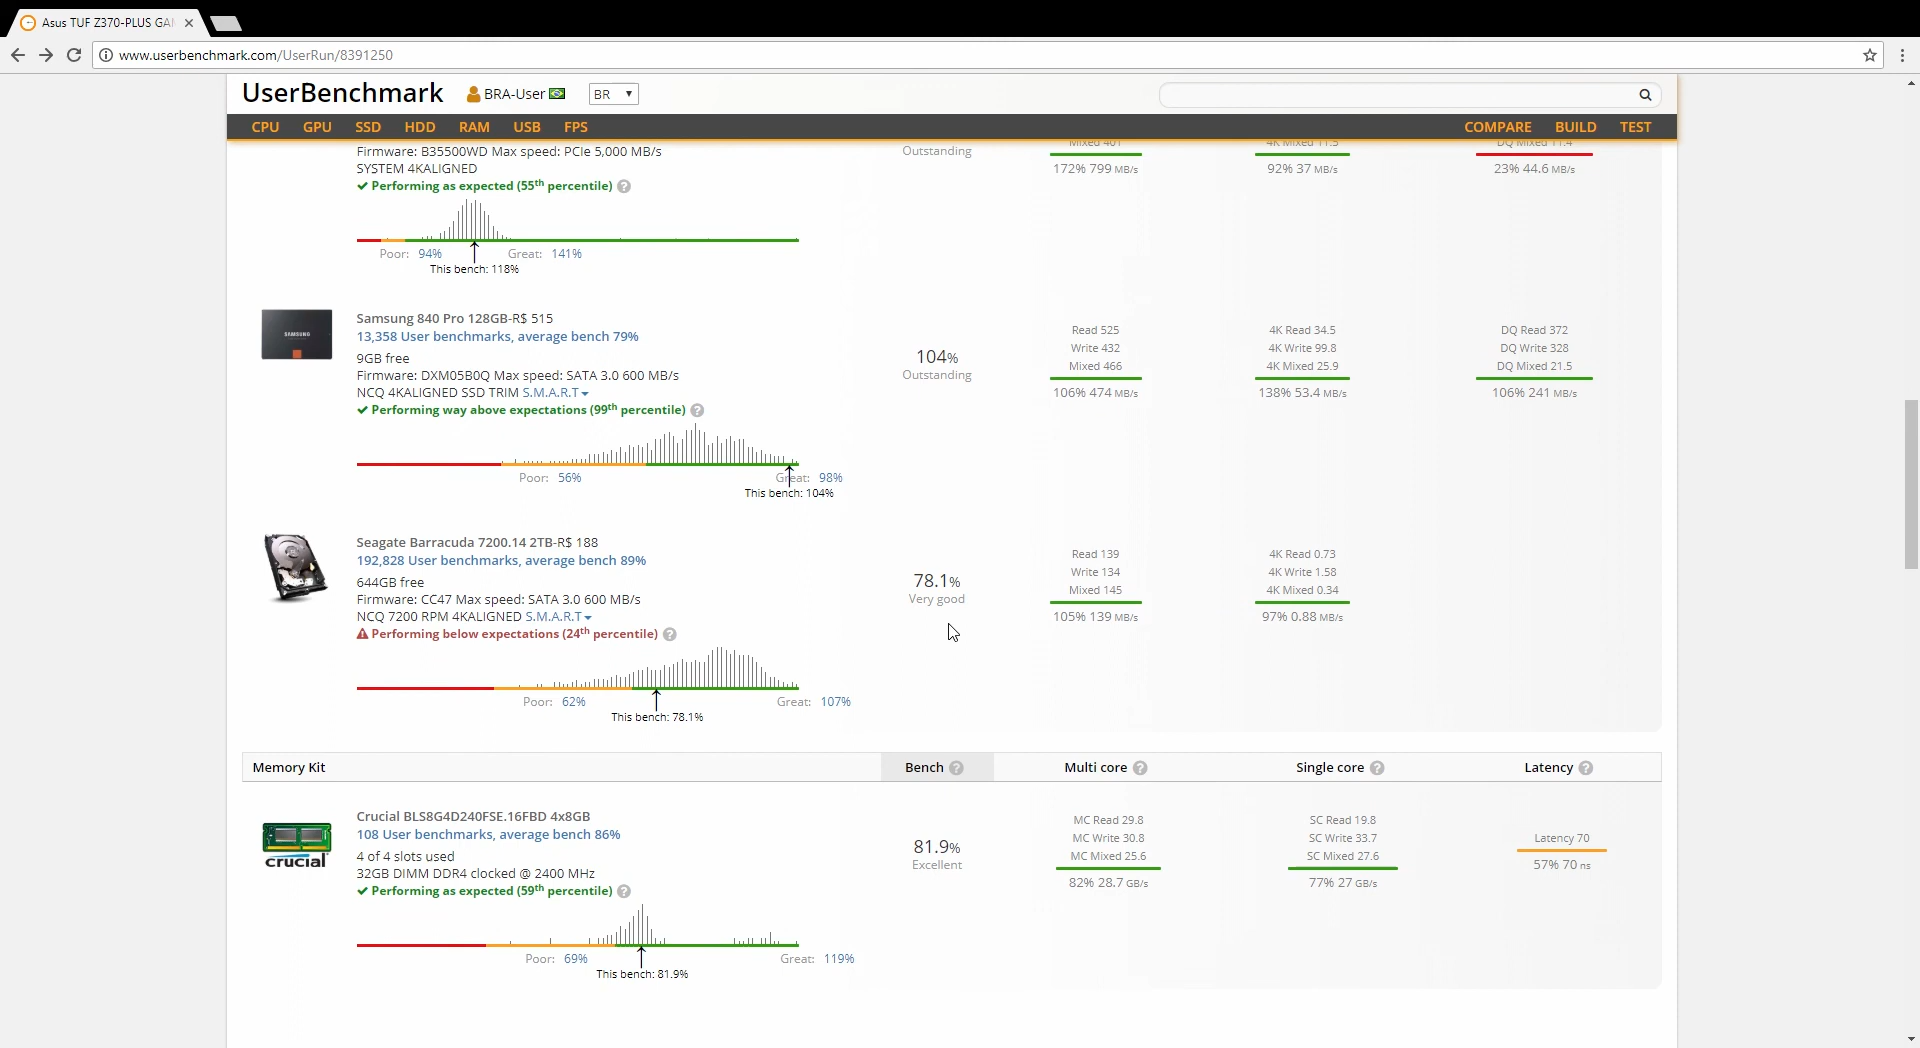 Asus TUF Z370-PLUS GA
www.userbenchmark.com/UserRun/8391250
UserBenchmark BRA-User BR
CPU GPU SSD HDD RAM USB FPS COMPARE BUILD TEST
Mixed 401 4K Mixed 11.5 DQ Mixed 11.4
Firmware: B35500WD Max speed: PCIe 5,000 MB/s
Outstanding
SYSTEM 4KALIGNED
172% 799 MB/s 92% 37 MB/s 23% 44.6 MB/s
Performing as expected (55th percentile) ?
Poor: 94% Great: 141%
This bench: 118%
SAMSUNG
Samsung 840 Pro 128GB-R$ 515
13,358 User benchmarks, average bench 79%
9GB free
Firmware: DXM05B0Q Max speed: SATA 3.0 600 MB/s
NCQ 4KALIGNED SSD TRIM S.M.A.R.T
Performing way above expectations (99th percentile) ?
104%
Outstanding
Read 525
Write 432
Mixed 466
106% 474 MB/s
4K Read 34.5
4K Write 99.8
4K Mixed 25.9
138% 53.4 MB/s
DQ Read 372
DQ Write 328
DQ Mixed 21.5
106% 241 MB/s
Poor: 56% Great: 98%
This bench: 104%
Seagate Barracuda 7200.14 2TB-R$ 188
192,828 User benchmarks, average bench 89%
644GB free
Firmware: CC47 Max speed: SATA 3.0 600 MB/s
NCQ 7200 RPM 4KALIGNED S.M.A.R.T
Performing below expectations (24th percentile) ?
78.1%
Very good
Read 139
Write 134
Mixed 145
105% 139 MB/s
4K Read 0.73
4K Write 1.58
4K Mixed 0.34
97% 0.88 MB/s
Poor: 62% Great: 107%
This bench: 78.1%
Memory Kit Bench ? Multi core ? Single core ? Latency ?
crucial
Crucial BLS8G4D240FSE.16FBD 4x8GB
108 User benchmarks, average bench 86%
4 of 4 slots used
32GB DIMM DDR4 clocked @ 2400 MHz
Performing as expected (59th percentile) ?
81.9%
Excellent
MC Read 29.8
MC Write 30.8
MC Mixed 25.6
82% 28.7 GB/s
SC Read 19.8
SC Write 33.7
SC Mixed 27.6
77% 27 GB/s
Latency 70
57% 70 ns
Poor: 69% Great: 119%
This bench: 81.9%